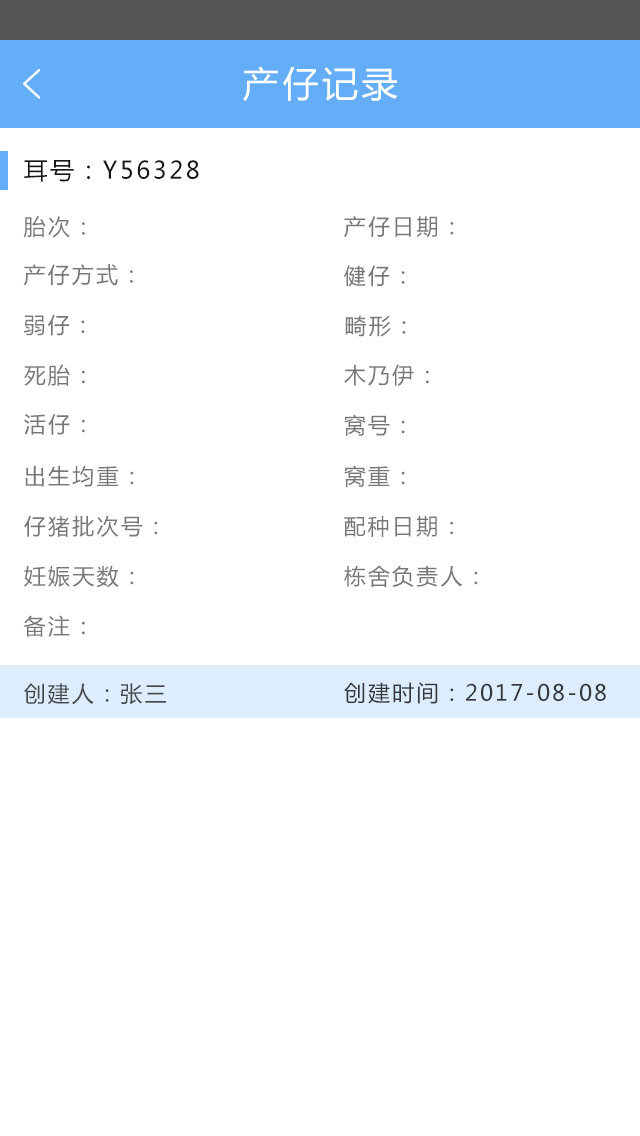 产仔记录
耳号：Y56328
胎次： 产仔日期：
产仔方式： 健仔：
弱仔： 畸形：
死胎： 木乃伊：
活仔： 窝号：
出生均重： 窝重：
仔猪批次号： 配种日期：
妊娠天数： 栋舍负责人：
备注：
创建人：张三 创建时间：2017-08-08